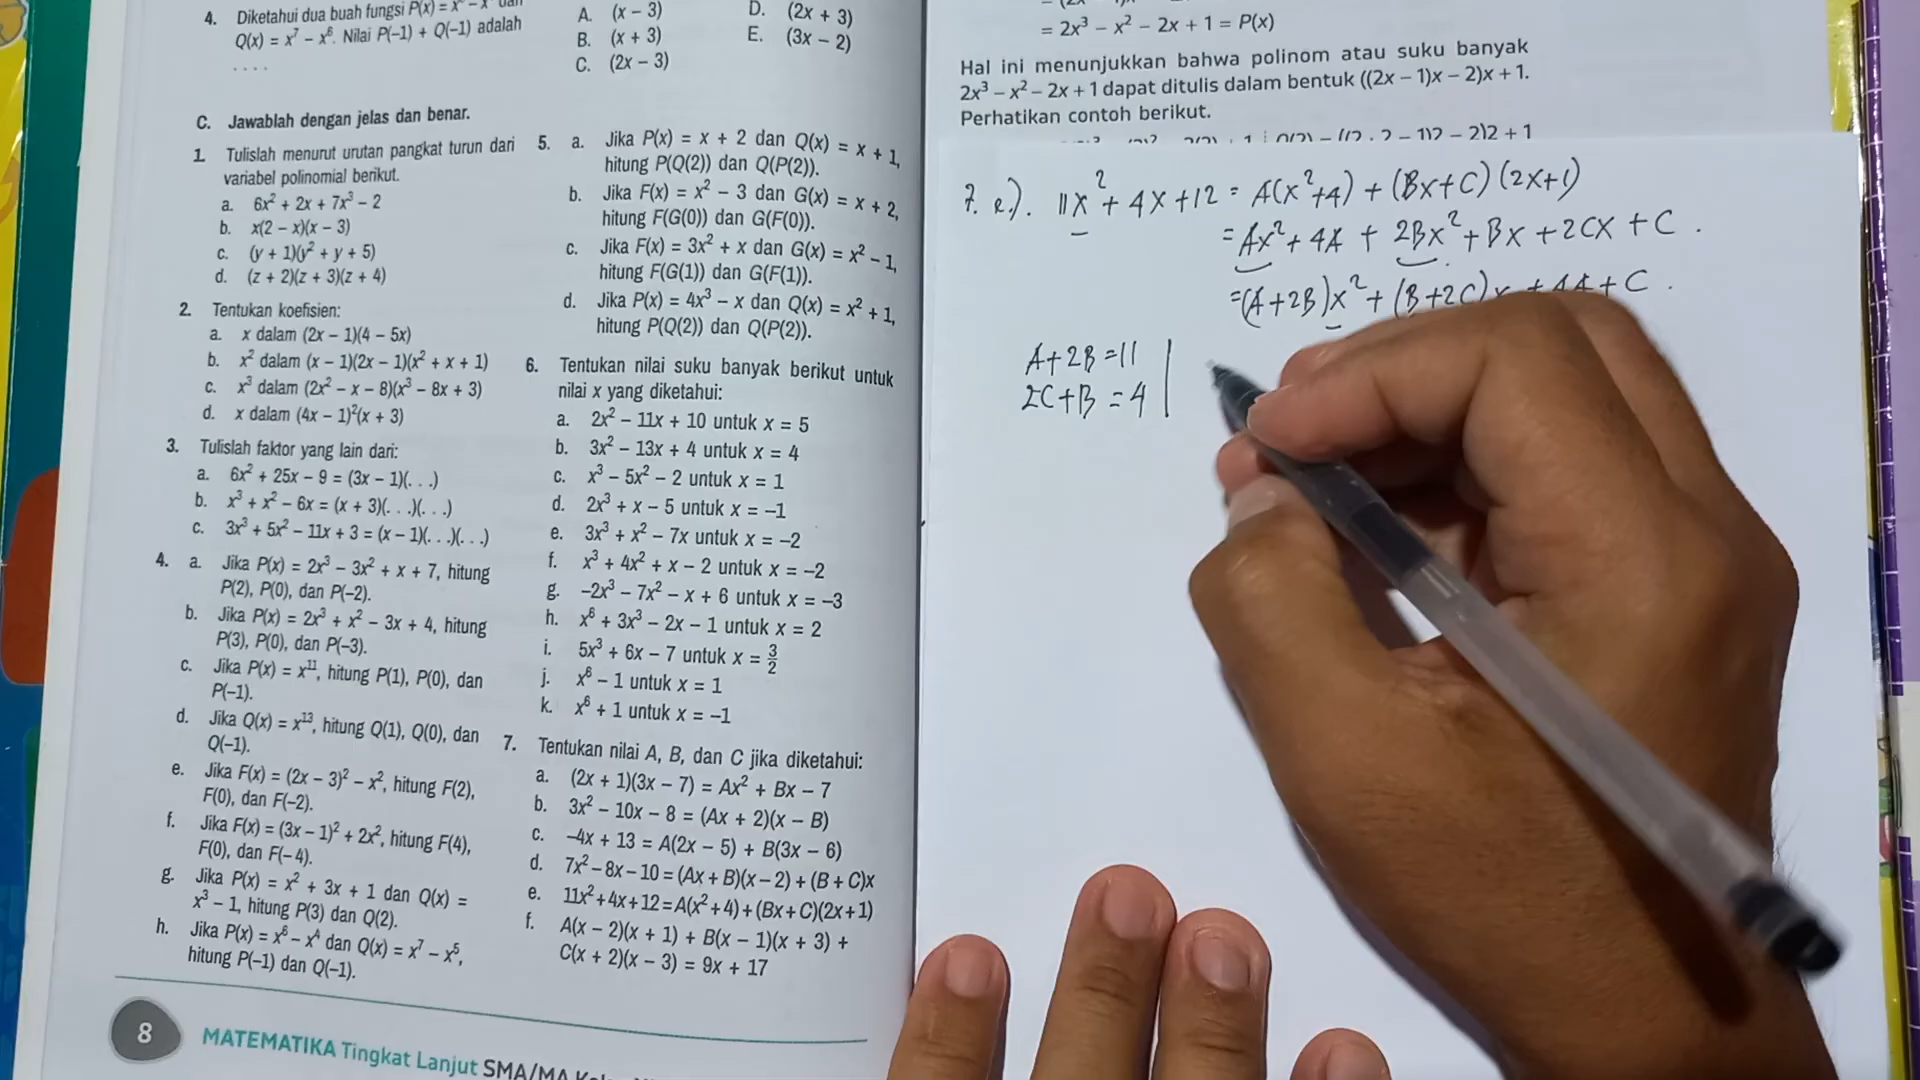 4. Diketahui dua buah fungsi P(x) = x
Q(x) = x⁷ – x⁶. Nilai P(–1) + Q(–1) adalah
. . . .
A. (x – 3)
B. (x + 3)
C. (2x – 3)
D. (2x + 3)
E. (3x – 2)
C. Jawablah dengan jelas dan benar.
1. Tulislah menurut urutan pangkat turun dari
variabel polinomial berikut.
a. 6x² + 2x + 7x³ – 2
b. x(2 – x)(x – 3)
c. (y + 1)(y² + y + 5)
d. (z + 2)(z + 3)(z + 4)
2. Tentukan koefisien:
a. x dalam (2x – 1)(4 – 5x)
b. x² dalam (x – 1)(2x – 1)(x² + x + 1)
c. x³ dalam (2x² – x – 8)(x³ – 8x + 3)
d. x dalam (4x – 1)²(x + 3)
3. Tulislah faktor yang lain dari:
a. 6x² + 25x – 9 = (3x – 1)(. . .)
b. x³ + x² – 6x = (x + 3)(. . .)(. . .)
c. 3x³ + 5x² – 11x + 3 = (x – 1)(. . .)(. . .)
4. a. Jika P(x) = 2x³ – 3x² + x + 7, hitung
P(2), P(0), dan P(–2).
b. Jika P(x) = 2x³ + x² – 3x + 4, hitung
P(3), P(0), dan P(–3).
c. Jika P(x) = x¹¹, hitung P(1), P(0), dan
P(–1).
d. Jika Q(x) = x¹³, hitung Q(1), Q(0), dan
Q(–1).
e. Jika F(x) = (2x – 3)² – x², hitung F(2),
F(0), dan F(–2).
f. Jika F(x) = (3x – 1)² + 2x², hitung F(4),
F(0), dan F(– 4).
g. Jika P(x) = x² + 3x + 1 dan Q(x) =
x³ – 1, hitung P(3) dan Q(2).
h. Jika P(x) = x⁶ – x⁴ dan Q(x) = x⁷ – x⁵,
hitung P(–1) dan Q(–1).
5. a. Jika P(x) = x + 2 dan Q(x) = x + 1,
hitung P(Q(2)) dan Q(P(2)).
b. Jika F(x) = x² – 3 dan G(x) = x + 2,
hitung F(G(0)) dan G(F(0)).
c. Jika F(x) = 3x² + x dan G(x) = x² – 1,
hitung F(G(1)) dan G(F(1)).
d. Jika P(x) = 4x³ – x dan Q(x) = x² + 1,
hitung P(Q(2)) dan Q(P(2)).
6. Tentukan nilai suku banyak berikut untuk
nilai x yang diketahui:
a. 2x² – 11x + 10 untuk x = 5
b. 3x² – 13x + 4 untuk x = 4
c. x³ – 5x² – 2 untuk x = 1
d. 2x³ + x – 5 untuk x = –1
e. 3x³ + x² – 7x untuk x = –2
f. x³ + 4x² + x – 2 untuk x = –2
g. –2x³ – 7x² – x + 6 untuk x = –3
h. x⁶ + 3x³ – 2x – 1 untuk x = 2
i. 5x³ + 6x – 7 untuk x = 3/2
j. x⁶ – 1 untuk x = 1
k. x⁶ + 1 untuk x = –1
7. Tentukan nilai A, B, dan C jika diketahui:
a. (2x + 1)(3x – 7) = Ax² + Bx – 7
b. 3x² – 10x – 8 = (Ax + 2)(x – B)
c. –4x + 13 = A(2x – 5) + B(3x – 6)
d. 7x² – 8x – 10 = (Ax + B)(x – 2) + (B + C)x
e. 11x² + 4x + 12 = A(x² + 4) + (Bx + C)(2x + 1)
f. A(x – 2)(x + 1) + B(x – 1)(x + 3) +
C(x + 2)(x – 3) = 9x + 17
8 MATEMATIKA Tingkat Lanjut SMA/MA
= 2x³ – x² – 2x + 1 = P(x)
Hal ini menunjukkan bahwa polinom atau suku banyak
2x³ – x² – 2x + 1 dapat ditulis dalam bentuk ((2x – 1)x – 2)x + 1.
Perhatikan contoh berikut.
7. e.). 11x² + 4x + 12 = A(x²+4) + (Bx+C)(2x+1)
= Ax² + 4A + 2Bx² + Bx + 2Cx + C.
= (A+2B)x² + (B+2C)x + 4A + C.
A+2B = 11
2C+B = 4